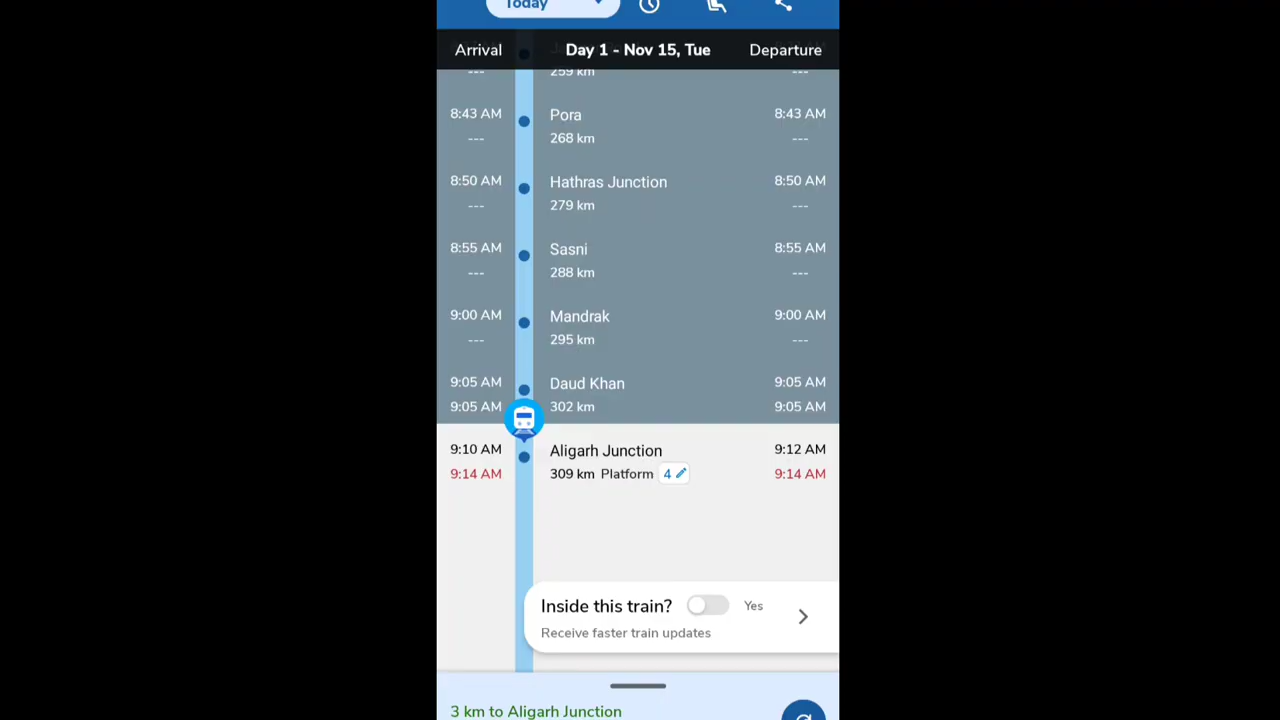 Today
Arrival Day 1 - Nov 15, Tue Departure
--- 259 km ---
8:43 AM Pora 8:43 AM
--- 268 km ---
8:50 AM Hathras Junction 8:50 AM
--- 279 km ---
8:55 AM Sasni 8:55 AM
--- 288 km ---
9:00 AM Mandrak 9:00 AM
--- 295 km ---
9:05 AM Daud Khan 9:05 AM
9:05 AM 302 km 9:05 AM
9:10 AM Aligarh Junction 9:12 AM
9:14 AM 309 km Platform 4 9:14 AM
Inside this train? Yes
Receive faster train updates
3 km to Aligarh Junction